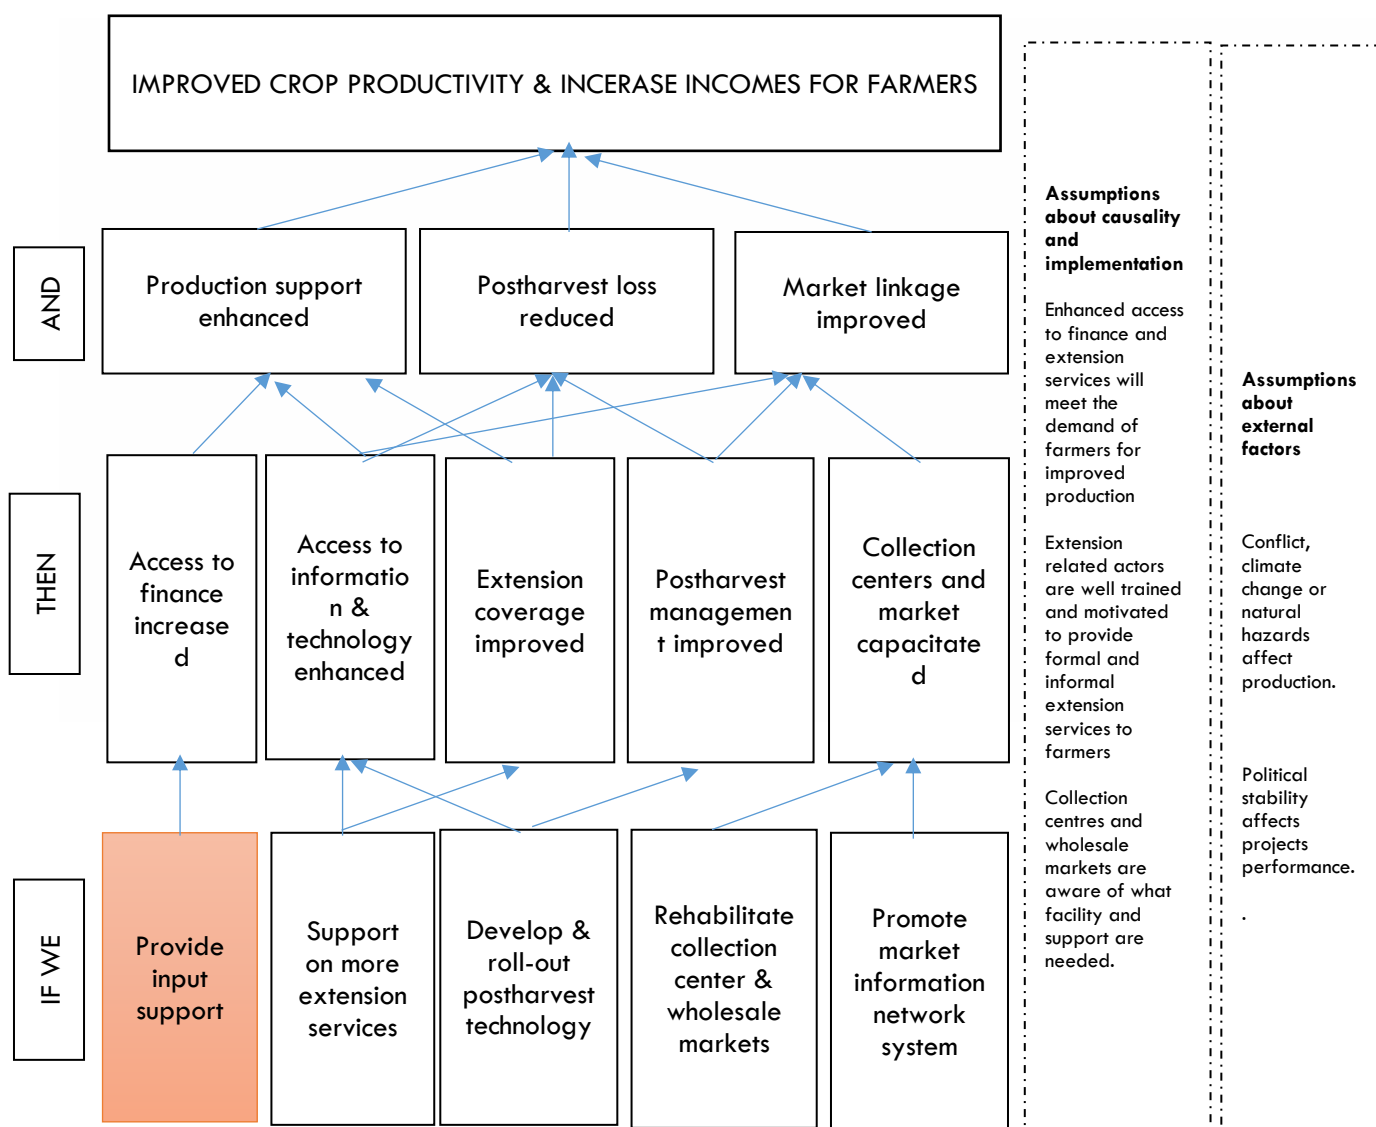 IMPROVED CROP PRODUCTIVITY & INCERASE INCOMES FOR FARMERS
AND
Production support
enhanced
Postharvest loss
reduced
Market linkage
improved
THEN
Access to
finance
increase
d
Access to
informatio
n &
technology
enhanced
Extension
coverage
improved
Postharvest
managemen
t improved
Collection
centers and
market
capacitate
d
IF WE
Provide
input
support
Support
on more
extension
services
Develop &
roll-out
postharvest
technology
Rehabilitate
collection
center &
wholesale
markets
Promote
market
information
network
system
Assumptions
about causality
and
implementation
Enhanced access
to finance and
extension
services will
meet the
demand of
farmers for
improved
production
Extension
related actors
are well trained
and motivated
to provide
formal and
informal
extension
services to
farmers
Collection
centres and
wholesale
markets are
aware of what
facility and
support are
needed.
Assumptions
about
external
factors
Conflict,
climate
change or
natural
hazards
affect
production.
Political
stability
affects
projects
performance.
.